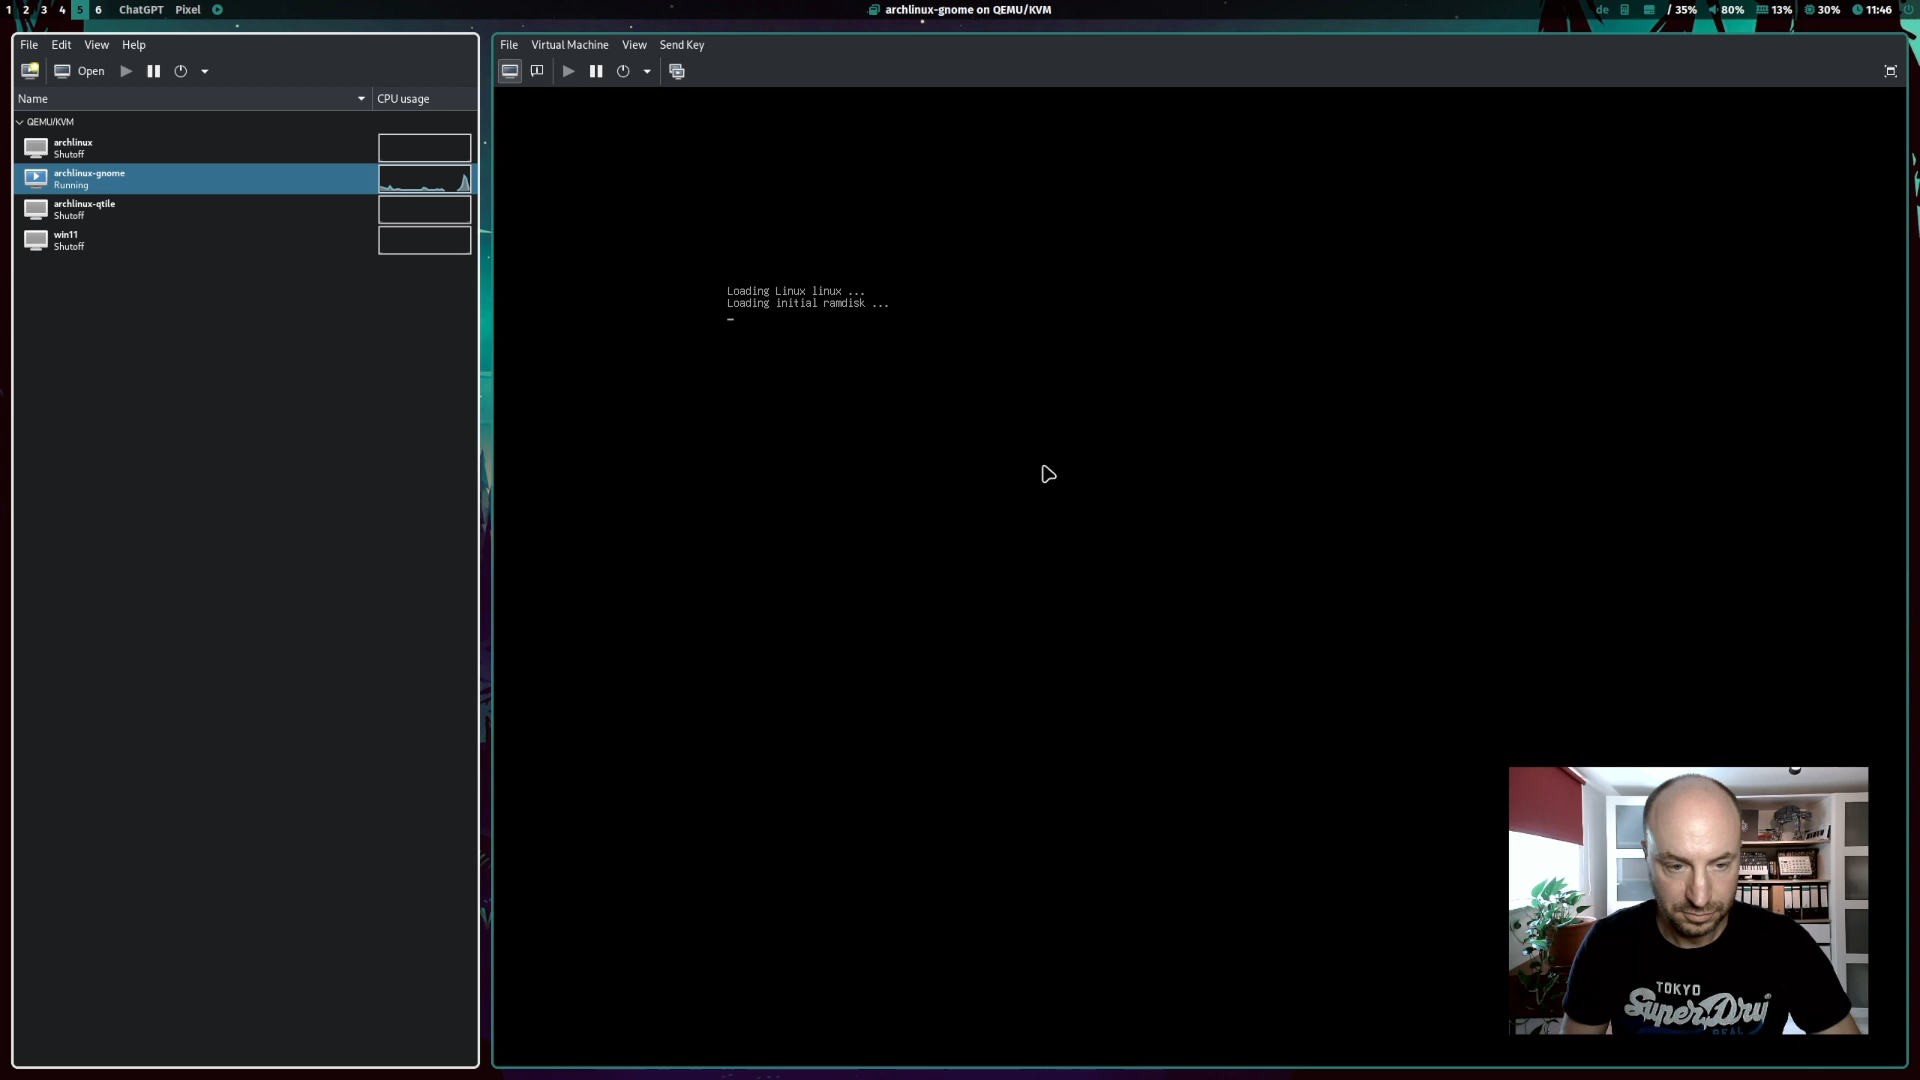 1 2 3 4 5 6 ChatGPT Pixel
archlinux-gnome on QEMU/KVM
de / 35% 80% 13% 30% 11:46
File Edit View Help
Open
Name CPU usage
QEMU/KVM
archlinux
Shutoff
archlinux-gnome
Running
archlinux-qtile
Shutoff
win11
Shutoff
File Virtual Machine View Send Key
Loading Linux linux ...
Loading initial ramdisk ...
TOKYO
SuperDry
REAL